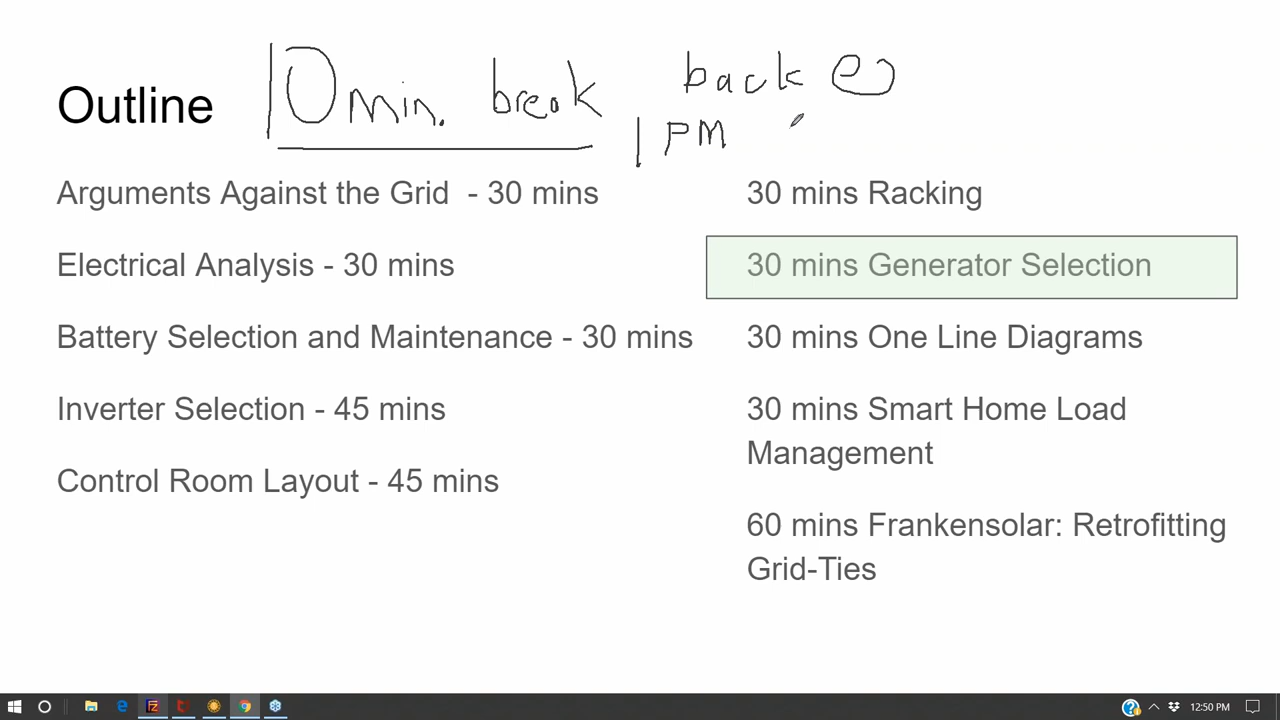 Outline
10 min. break
back @
1 PM
Arguments Against the Grid - 30 mins
Electrical Analysis - 30 mins
Battery Selection and Maintenance - 30 mins
Inverter Selection - 45 mins
Control Room Layout - 45 mins
30 mins Racking
30 mins Generator Selection
30 mins One Line Diagrams
30 mins Smart Home Load
Management
60 mins Frankensolar: Retrofitting
Grid-Ties
12:50 PM